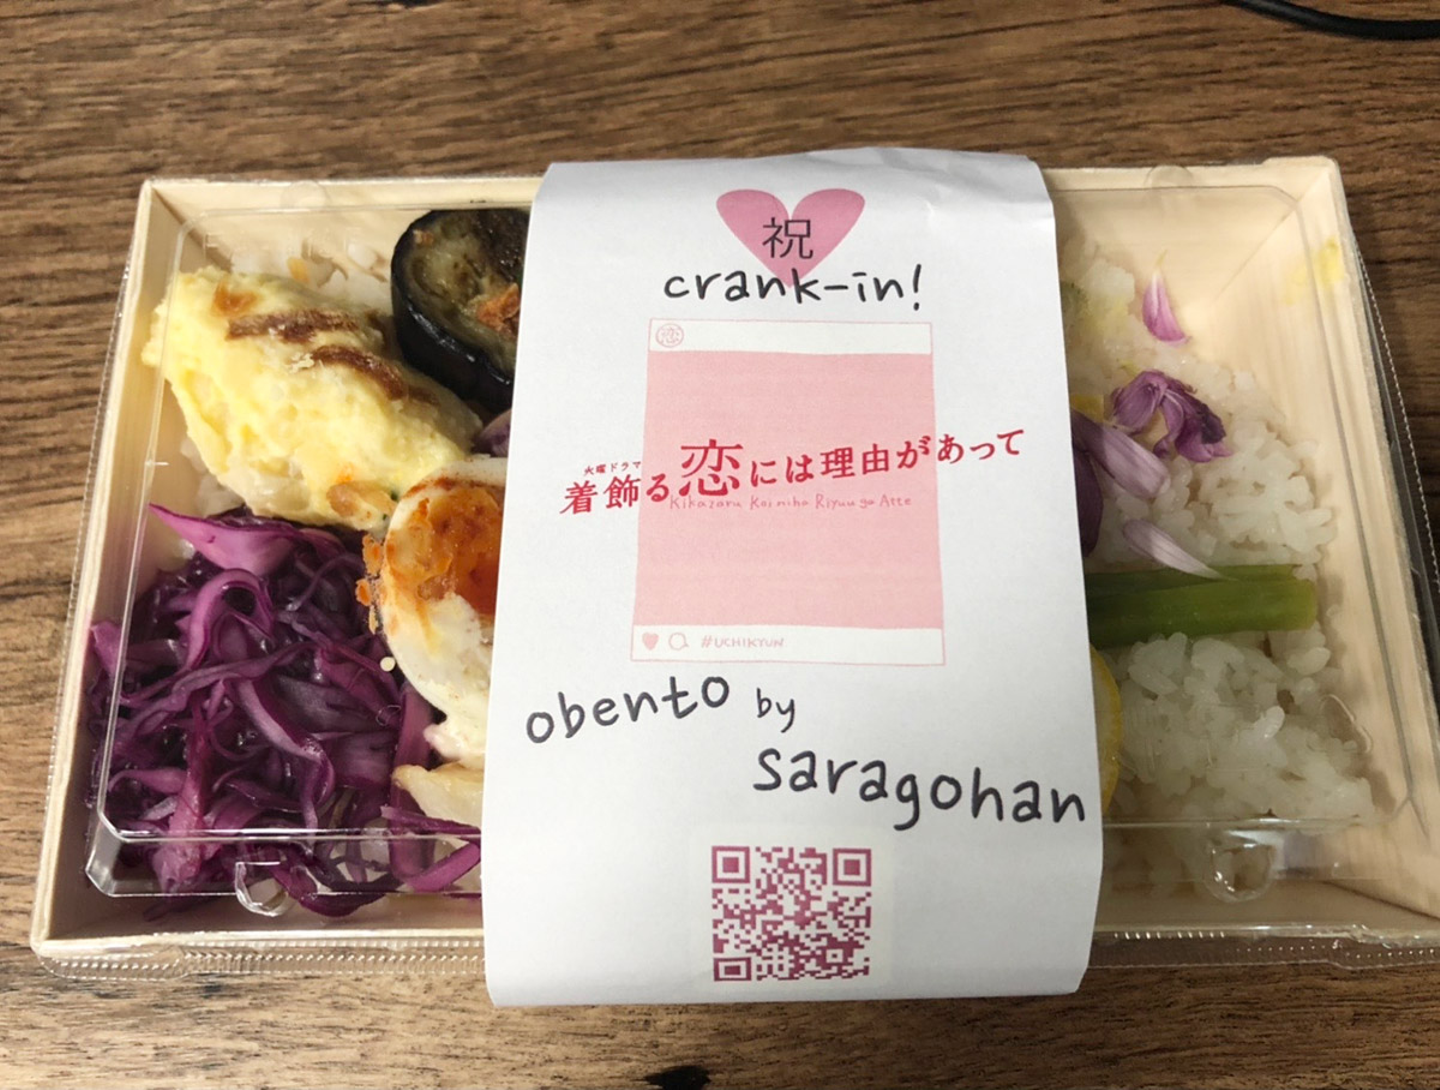 祝
crank-in!
恋
火曜ドラマ
着飾る恋には理由があって
Kikazaru Koi niha Riyuu ga Atte
#UCHIKYUN
obento by
saragohan